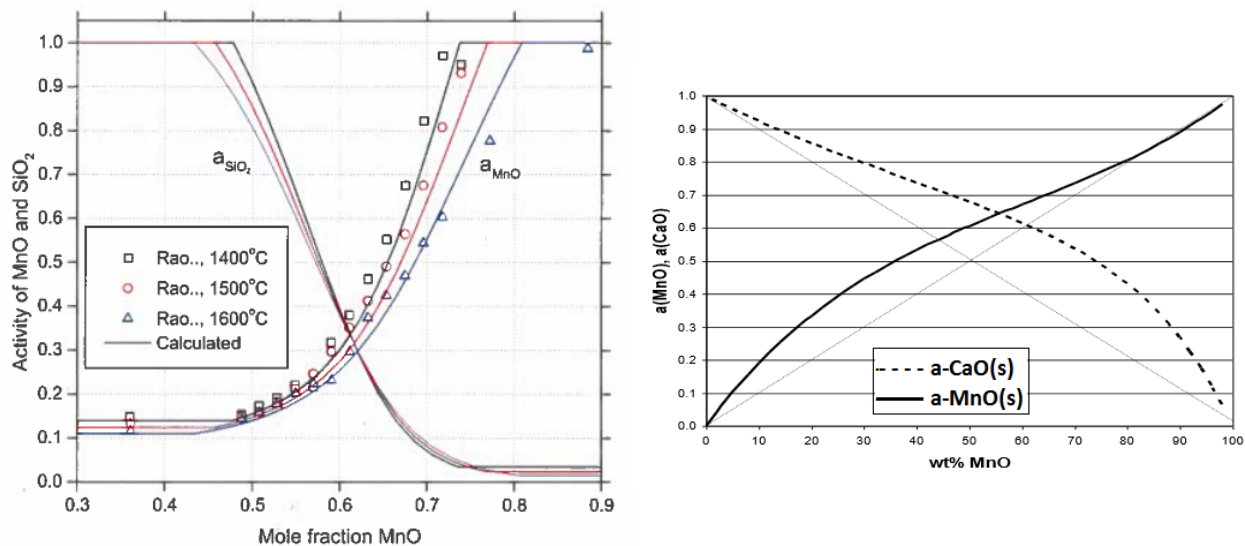 1.0
0.9
0.8
0.7
0.6
0.5
0.4
0.3
0.2
0.1
0.0
Activity of MnO and SiO₂
a SiO₂
a MnO
Rao.., 1400°C
Rao.., 1500°C
Rao.., 1600°C
Calculated
0.3 0.4 0.5 0.6 0.7 0.8 0.9
Mole fraction MnO
1.0
0.9
0.8
0.7
0.6
0.5
0.4
0.3
0.2
0.1
0.0
a(MnO), a(CaO)
a-CaO(s)
a-MnO(s)
0 10 20 30 40 50 60 70 80 90 100
wt% MnO